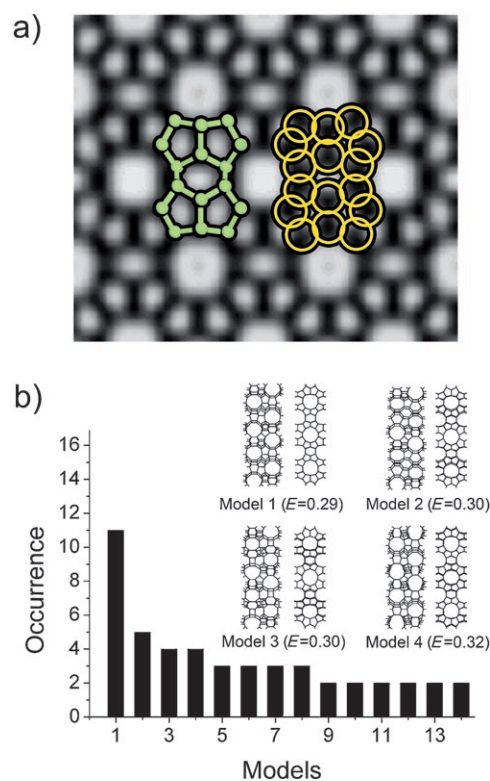 a)
b)
16
14
12
10
8
6
4
2
0
Occurrence
Model 1 (E=0.29)
Model 2 (E=0.30)
Model 3 (E=0.30)
Model 4 (E=0.32)
1
3
5
7
9
11
13
Models